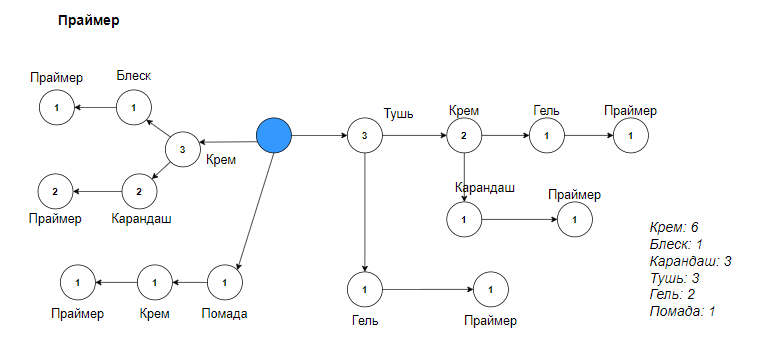 Праймер
Праймер
Блеск
1
1
Тушь
Крем
Гель
Праймер
3
2
1
1
3
Крем
2
2
Праймер
Карандаш
Карандаш
Праймер
1
1
Крем: 6
Блеск: 1
Карандаш: 3
Тушь: 3
Гель: 2
Помада: 1
1
1
1
Праймер
Крем
Помада
1
1
Гель
Праймер